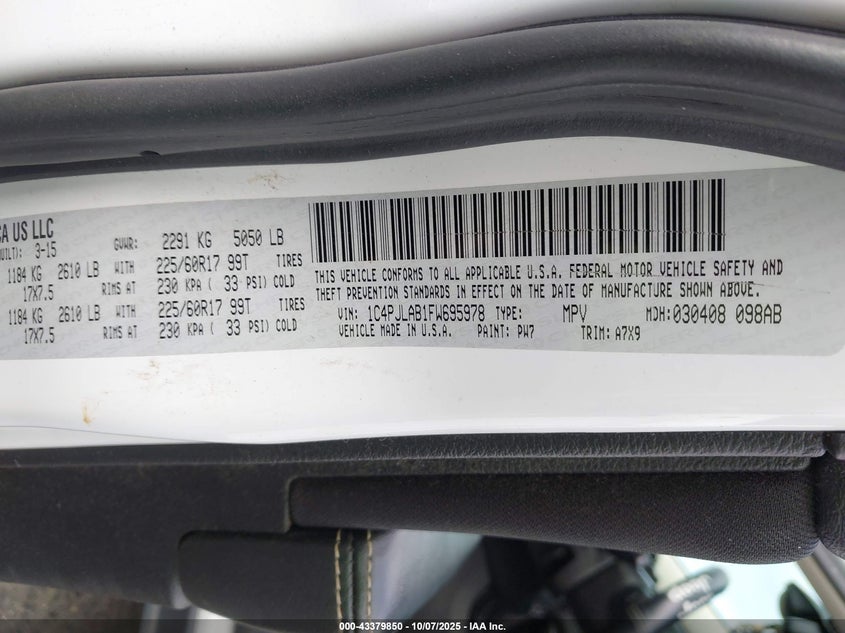 CA US LLC
UILT): 3-15 GVWR: 2291 KG 5050 LB
1184 KG 2610 LB WITH 225/60R17 99T TIRES
17X7.5 RIMS AT 230 KPA ( 33 PSI) COLD
1184 KG 2610 LB WITH 225/60R17 99T TIRES
17X7.5 RIMS AT 230 KPA ( 33 PSI) COLD
THIS VEHICLE CONFORMS TO ALL APPLICABLE U.S.A. FEDERAL MOTOR VEHICLE SAFETY AND
THEFT PREVENTION STANDARDS IN EFFECT ON THE DATE OF MANUFACTURE SHOWN ABOVE.
VIN: 1C4PJLAB1FW695978 TYPE: MPV MDH: 030408 098AB
VEHICLE MADE IN U.S.A. PAINT: PW7 TRIM: A7X9
000-43379850 | 10/07/2025 | IAA Inc.